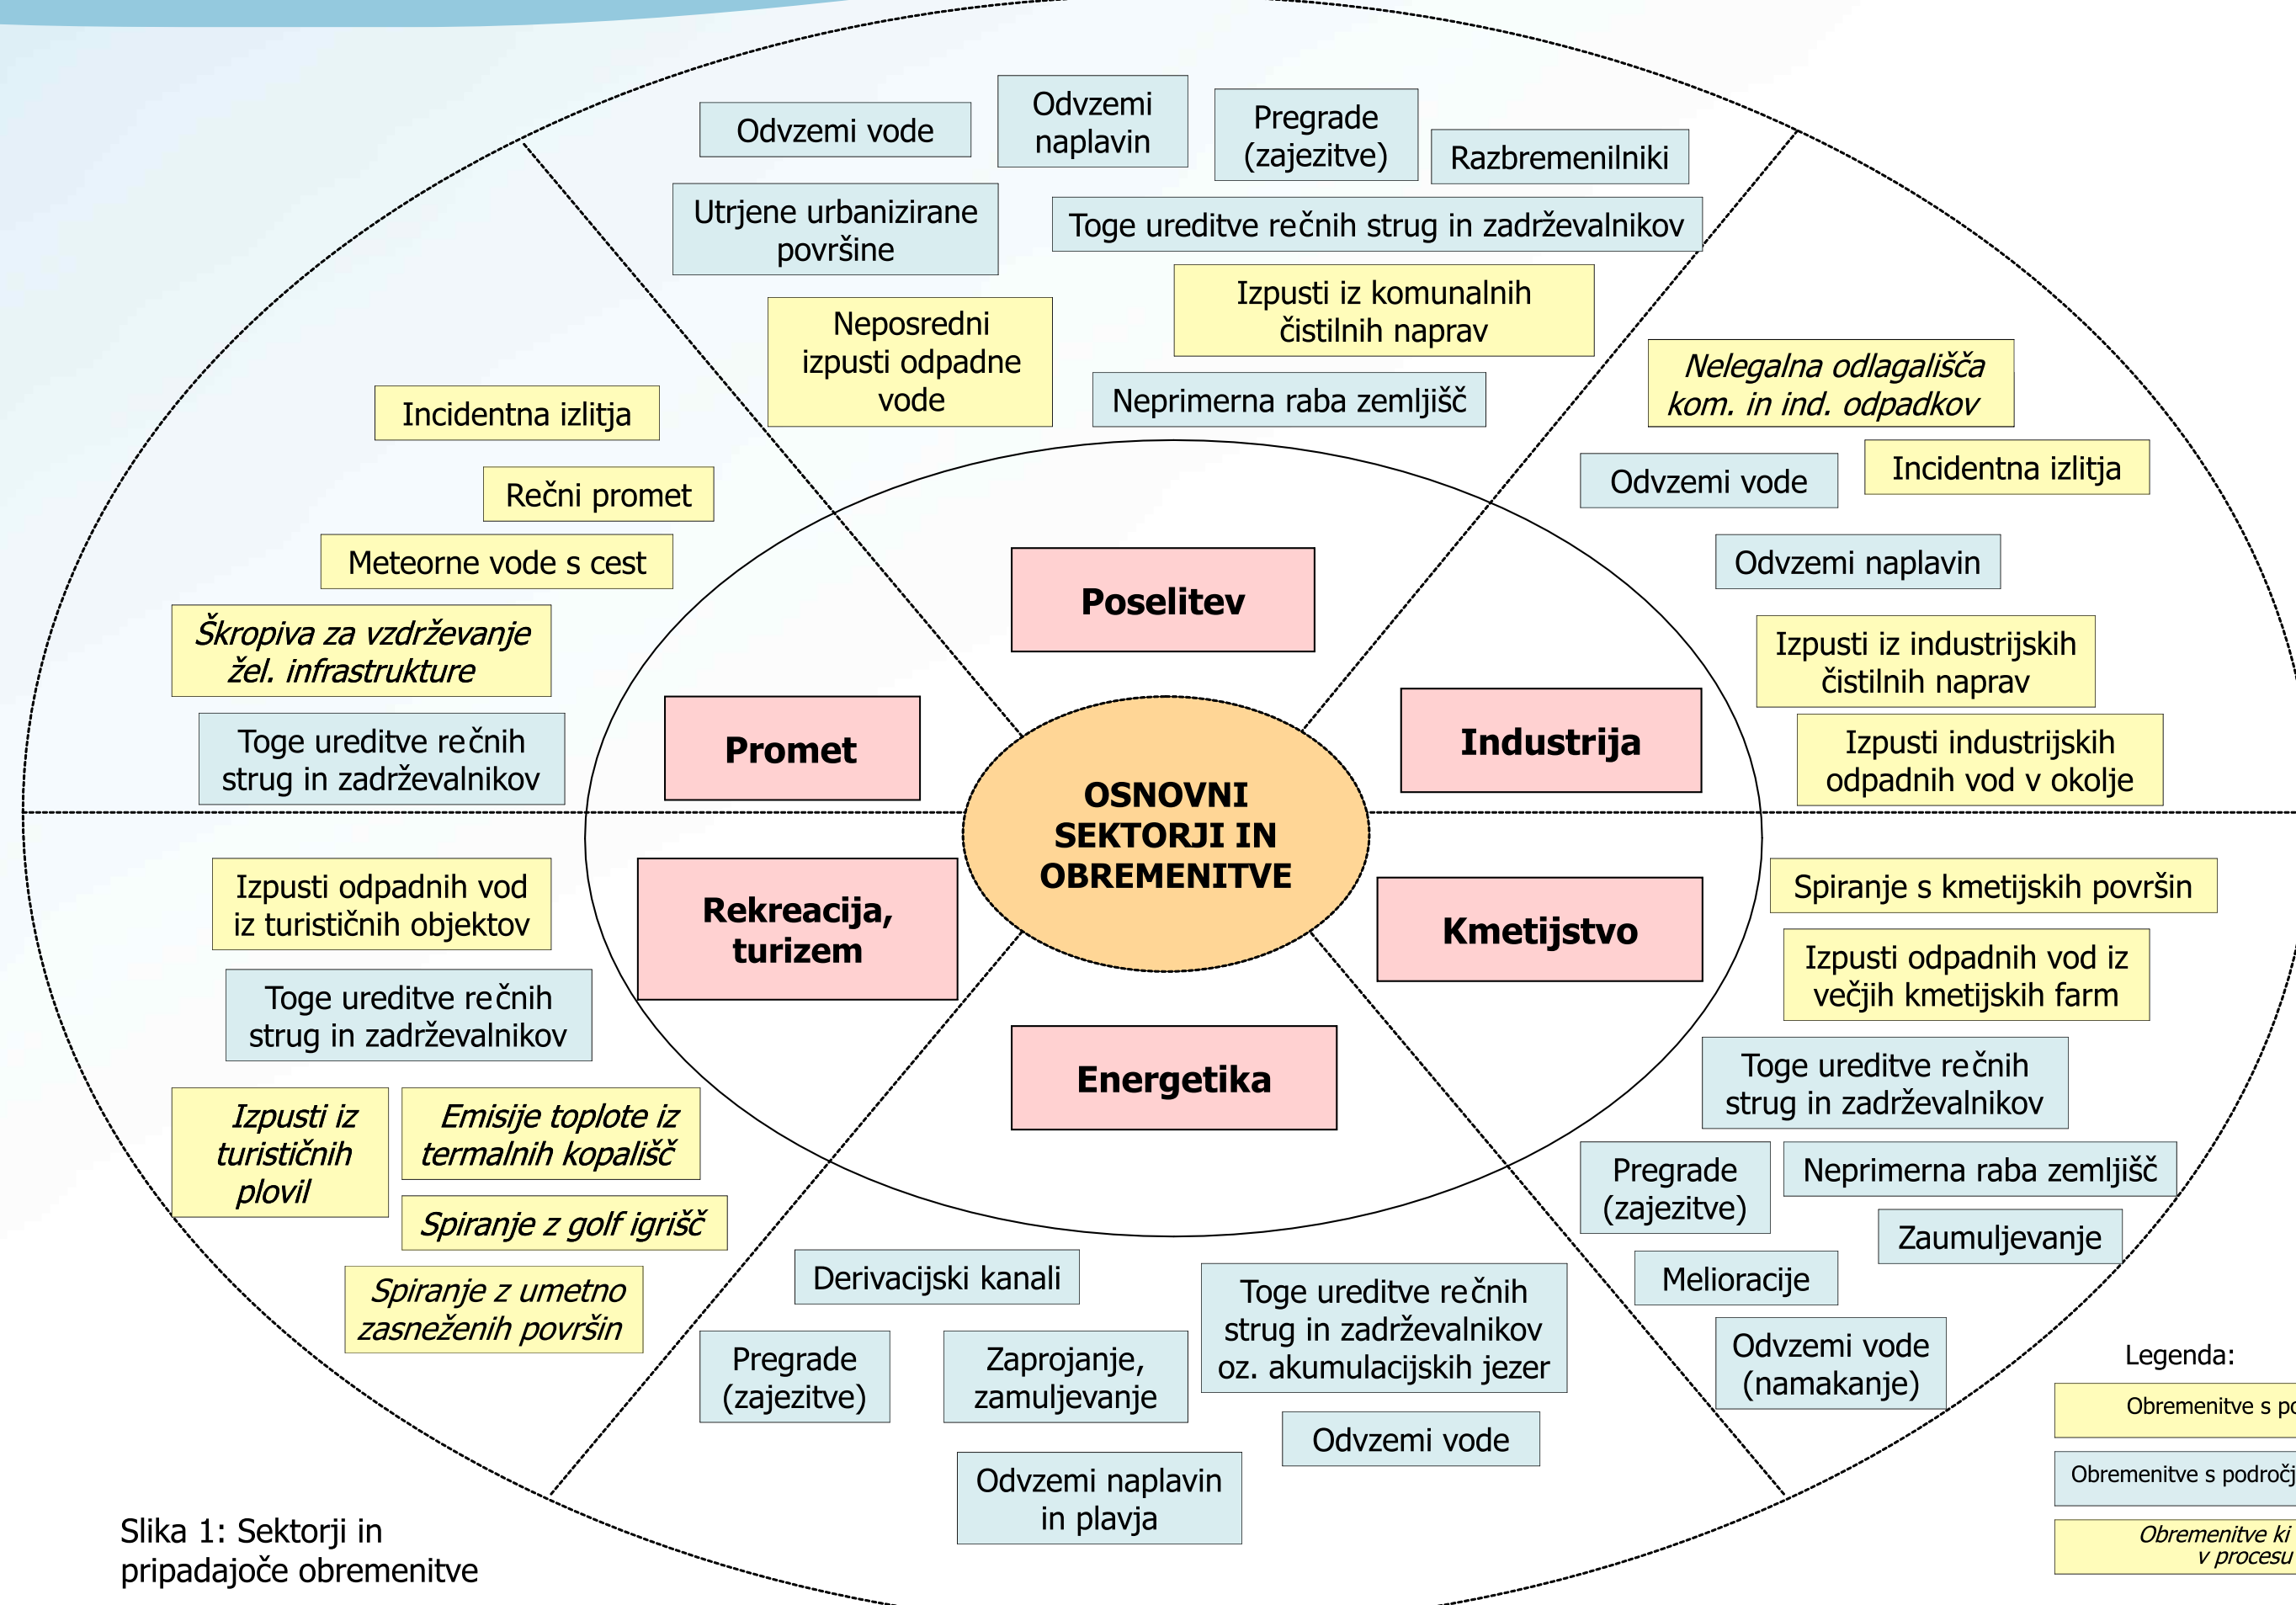 Odvzemi vode
Odvzemi
naplavin
Pregrade
(zajezitve)
Razbremenilniki
Utrjene urbanizirane
površine
Toge ureditve rečnih strug in zadrževalnikov
Neposredni
izpusti odpadne
vode
Izpusti iz komunalnih
čistilnih naprav
Neprimerna raba zemljišč
Nelegalna odlagališča
kom. in ind. odpadkov
Odvzemi vode
Incidentna izlitja
Odvzemi naplavin
Izpusti iz industrijskih
čistilnih naprav
Izpusti industrijskih
odpadnih vod v okolje
Incidentna izlitja
Rečni promet
Meteorne vode s cest
Škropiva za vzdrževanje
žel. infrastrukture
Toge ureditve rečnih
strug in zadrževalnikov
Poselitev
Promet
Industrija
OSNOVNI
SEKTORJI IN
OBREMENITVE
Rekreacija,
turizem
Kmetijstvo
Energetika
Izpusti odpadnih vod
iz turističnih objektov
Toge ureditve rečnih
strug in zadrževalnikov
Izpusti iz
turističnih
plovil
Emisije toplote iz
termalnih kopališč
Spiranje z golf igrišč
Spiranje z umetno
zasneženih površin
Spiranje s kmetijskih površin
Izpusti odpadnih vod iz
večjih kmetijskih farm
Toge ureditve rečnih
strug in zadrževalnikov
Pregrade
(zajezitve)
Neprimerna raba zemljišč
Zaumuljevanje
Melioracije
Odvzemi vode
(namakanje)
Derivacijski kanali
Pregrade
(zajezitve)
Zaprojanje,
zamuljevanje
Toge ureditve rečnih
strug in zadrževalnikov
oz. akumulacijskih jezer
Odvzemi vode
Odvzemi naplavin
in plavja
Legenda:
Obremenitve s
Obremenitve s
Obremenitve ki
v procesu
Slika 1: Sektorji in
pripadajoče obremenitve